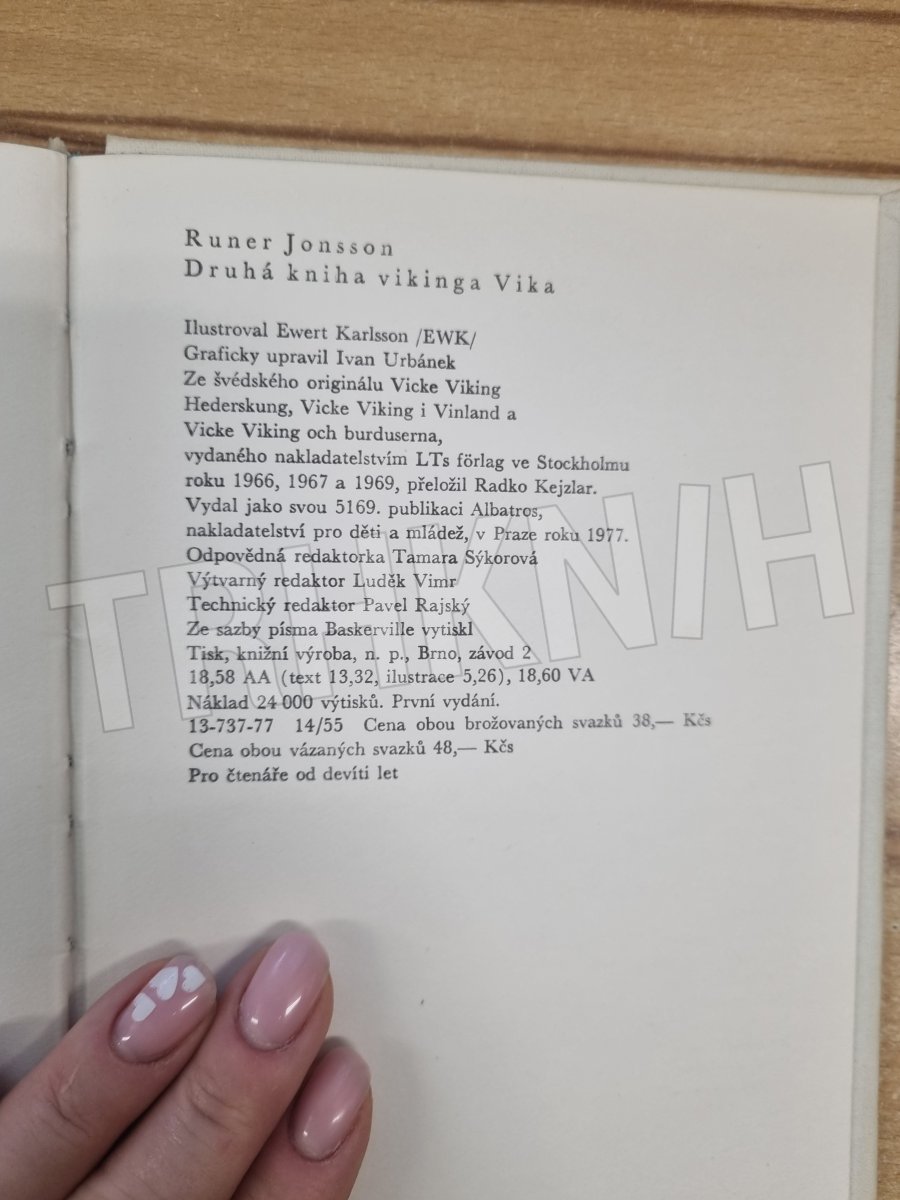 Runer Jonsson
Druhá kniha vikinga Vika
Ilustroval Ewert Karlsson /EWK/
Graficky upravil Ivan Urbánek
Ze švédského originálu Vicke Viking
Hederskung, Vicke Viking i Vinland a
Vicke Viking och burduserna,
vydaného nakladatelstvím LTs förlag ve Stockholmu
roku 1966, 1967 a 1969, přeložil Radko Kejzlar.
Vydal jako svou 5169. publikaci Albatros,
nakladatelství pro děti a mládež, v Praze roku 1977.
Odpovědná redaktorka Tamara Sýkorová
Výtvarný redaktor Luděk Vimr
Technický redaktor Pavel Rajský
Ze sazby písma Baskerville vytiskl
Tisk, knižní výroba, n. p., Brno, závod 2
18,58 AA (text 13,32, ilustrace 5,26), 18,60 VA
Náklad 24 000 výtisků. První vydání.
13-737-77 14/55 Cena obou brožovaných svazků 38,— Kčs
Cena obou vázaných svazků 48,— Kčs
Pro čtenáře od devíti let
TRHKNIH